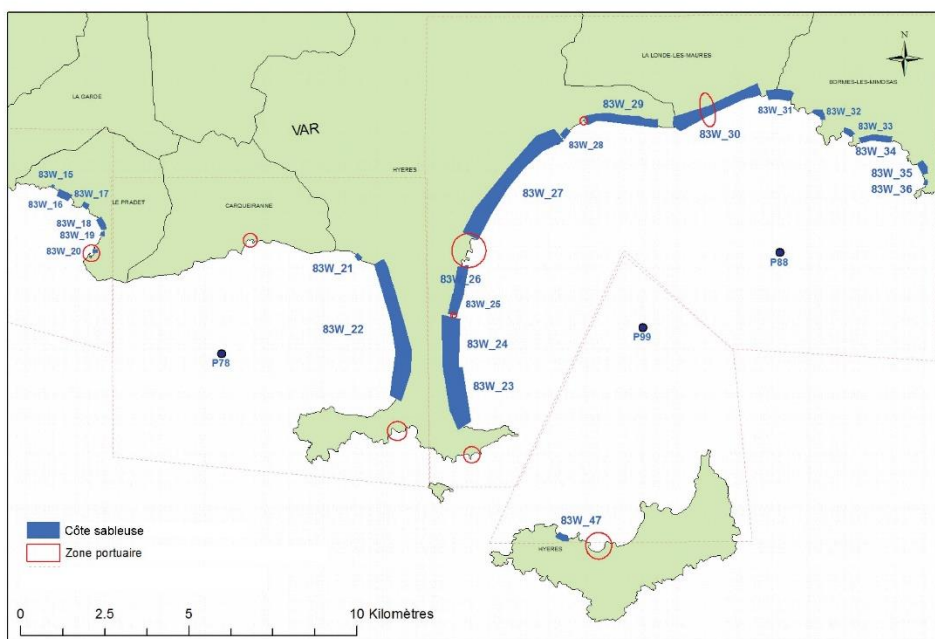 N
LA LONDE-LES-MAURES
BORMES-LES-MIMOSAS
LA GARDE
VAR
HYERES
83W_29
83W_31
83W_32
83W_28
83W_30
83W_33
83W_34
83W_35
83W_36
83W_27
83W_15
83W_16
83W_17
83W_18
83W_19
83W_20
LE PRADET
CARQUEIRANNE
83W_21
83W_26
83W_25
83W_22
83W_24
83W_23
P88
P99
P78
83W_47
HYERES
Côte sableuse
Zone portuaire
0 2.5 5 10 Kilomètres